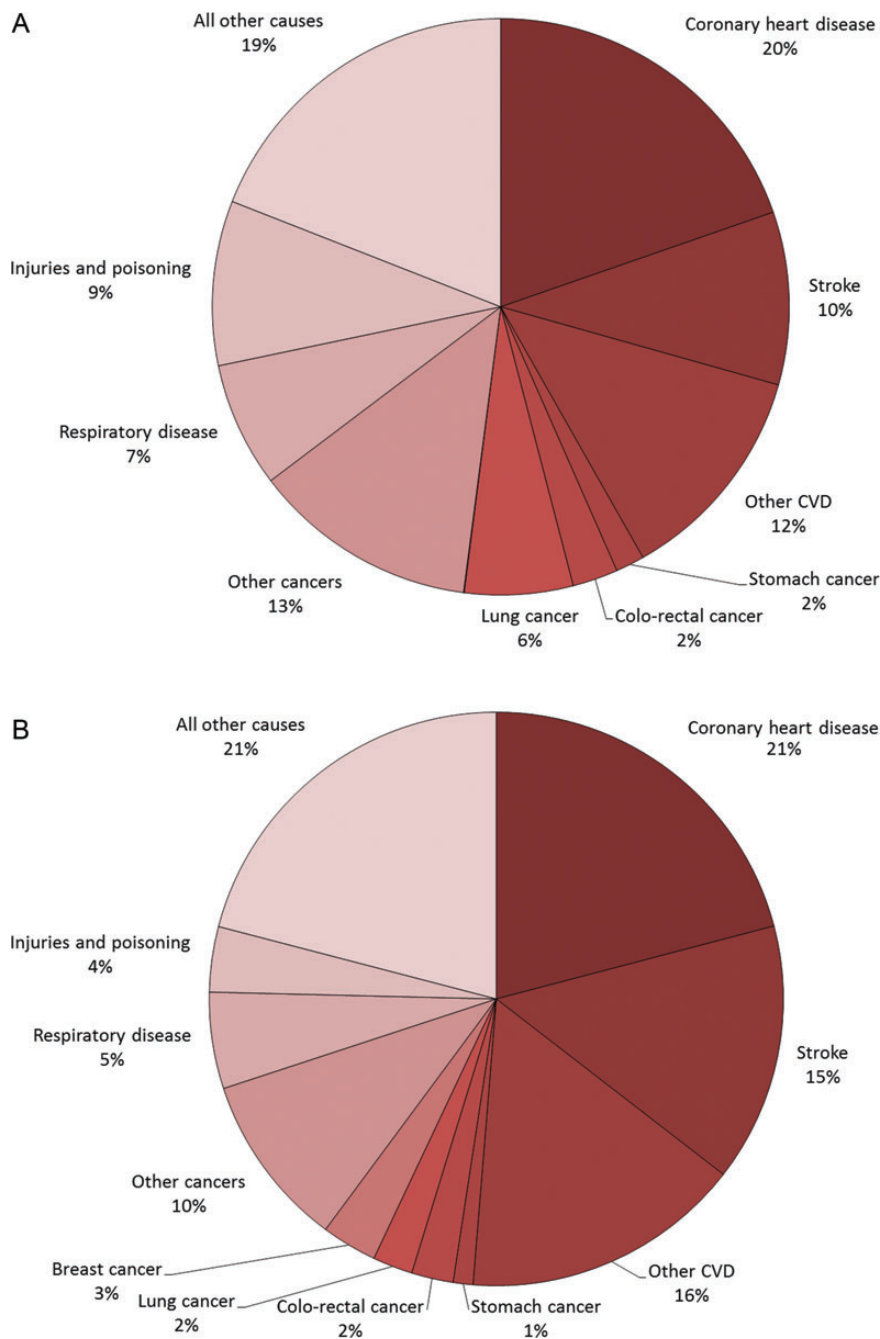 A
All other causes
19%
Coronary heart disease
20%
Injuries and poisoning
9%
Stroke
10%
Respiratory disease
7%
Other CVD
12%
Other cancers
13%
Stomach cancer
2%
Lung cancer
6%
Colo-rectal cancer
2%
B
All other causes
21%
Coronary heart disease
21%
Injuries and poisoning
4%
Respiratory disease
5%
Stroke
15%
Other cancers
10%
Breast cancer
3%
Other CVD
16%
Lung cancer
2%
Colo-rectal cancer
2%
Stomach cancer
1%